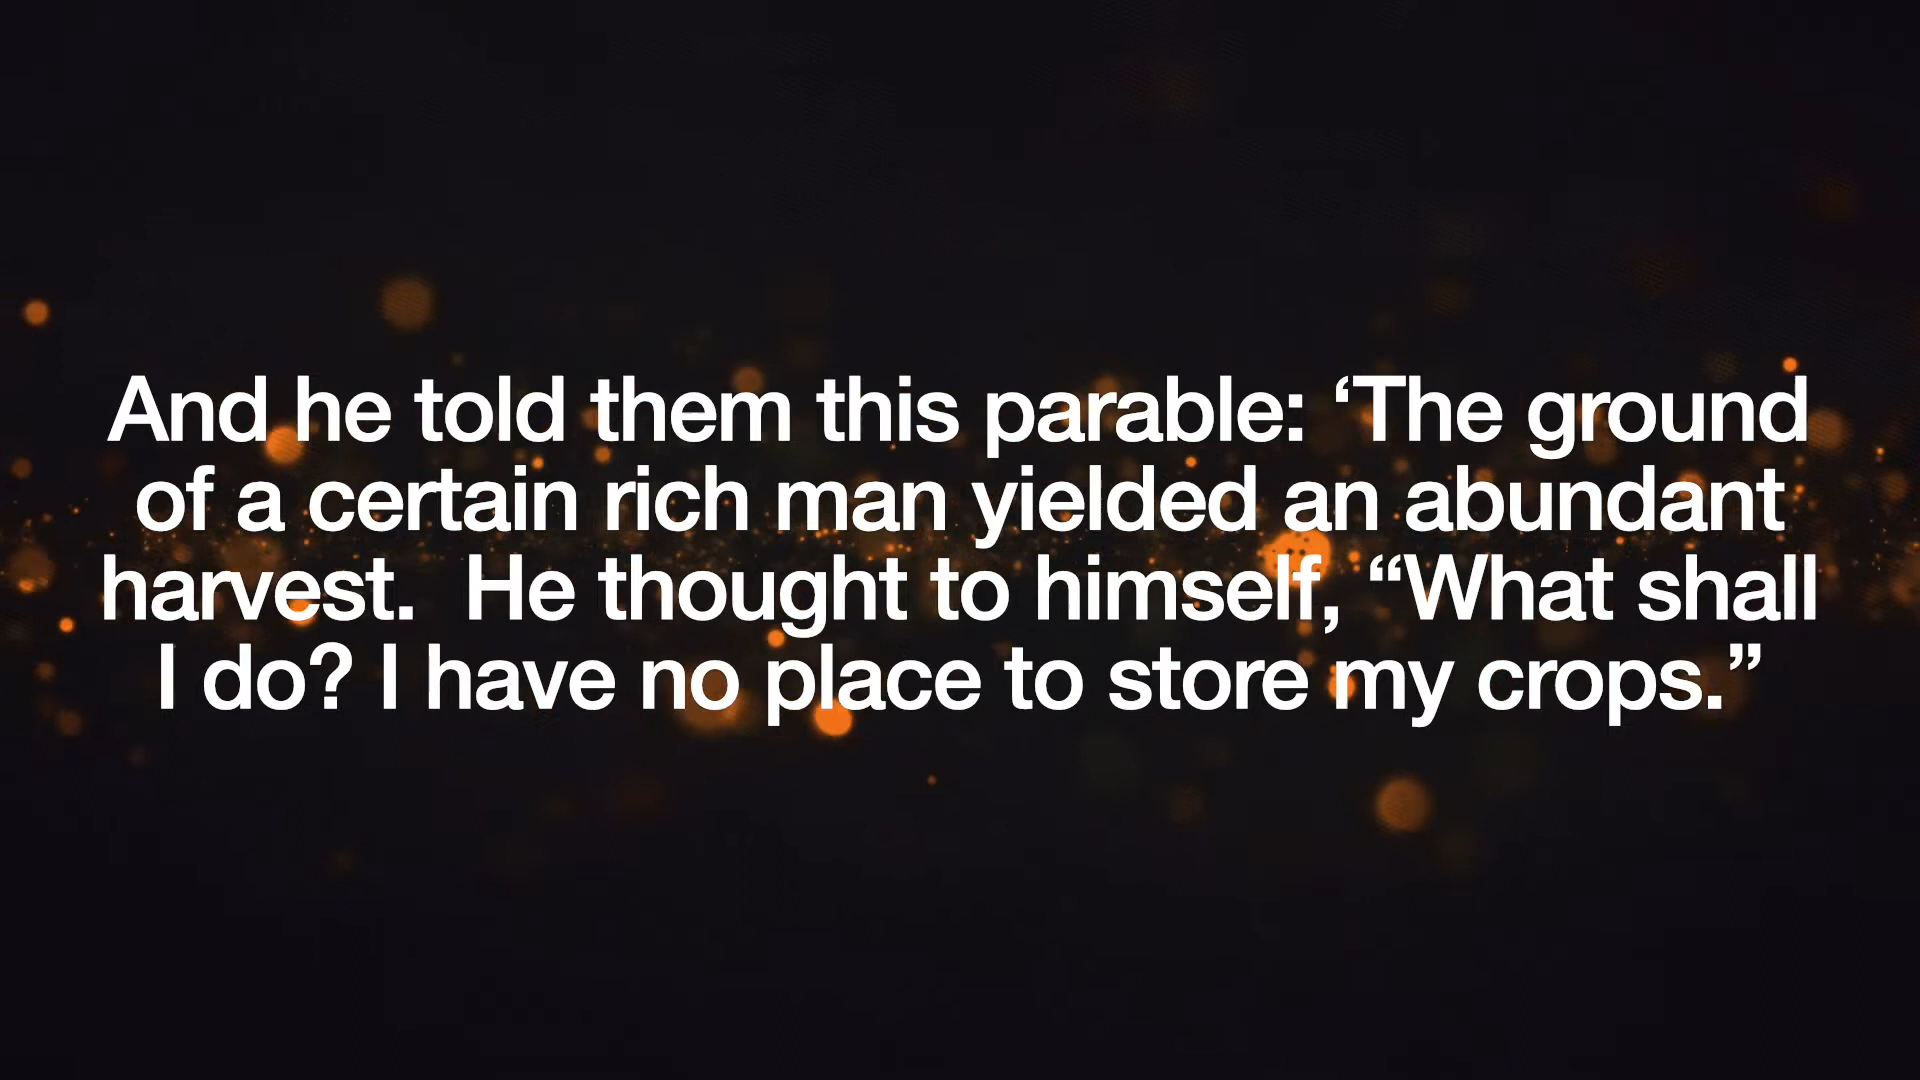 And he told them this parable: ‘The ground
of a certain rich man yielded an abundant
harvest.  He thought to himself, “What shall
I do? I have no place to store my crops.”